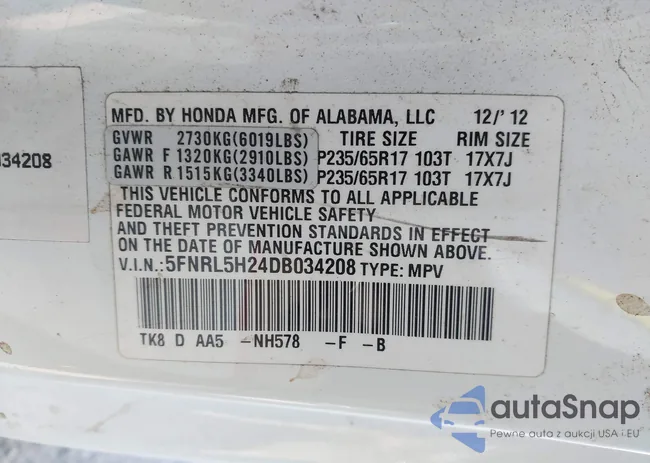 MFD. BY HONDA MFG. OF ALABAMA, LLC 12/'12
GVWR 2730KG(6019LBS) TIRE SIZE RIM SIZE
GAWR F 1320KG(2910LBS) P235/65R17 103T 17X7J
GAWR R 1515KG(3340LBS) P235/65R17 103T 17X7J
THIS VEHICLE CONFORMS TO ALL APPLICABLE
FEDERAL MOTOR VEHICLE SAFETY
AND THEFT PREVENTION STANDARDS IN EFFECT
ON THE DATE OF MANUFACTURE SHOWN ABOVE.
V.I.N.: 5FNRL5H24DB034208 TYPE: MPV
TK8 D AA5 -NH578 -F -B
034208
autaSnap
Pewne auta z aukcji USA i EU